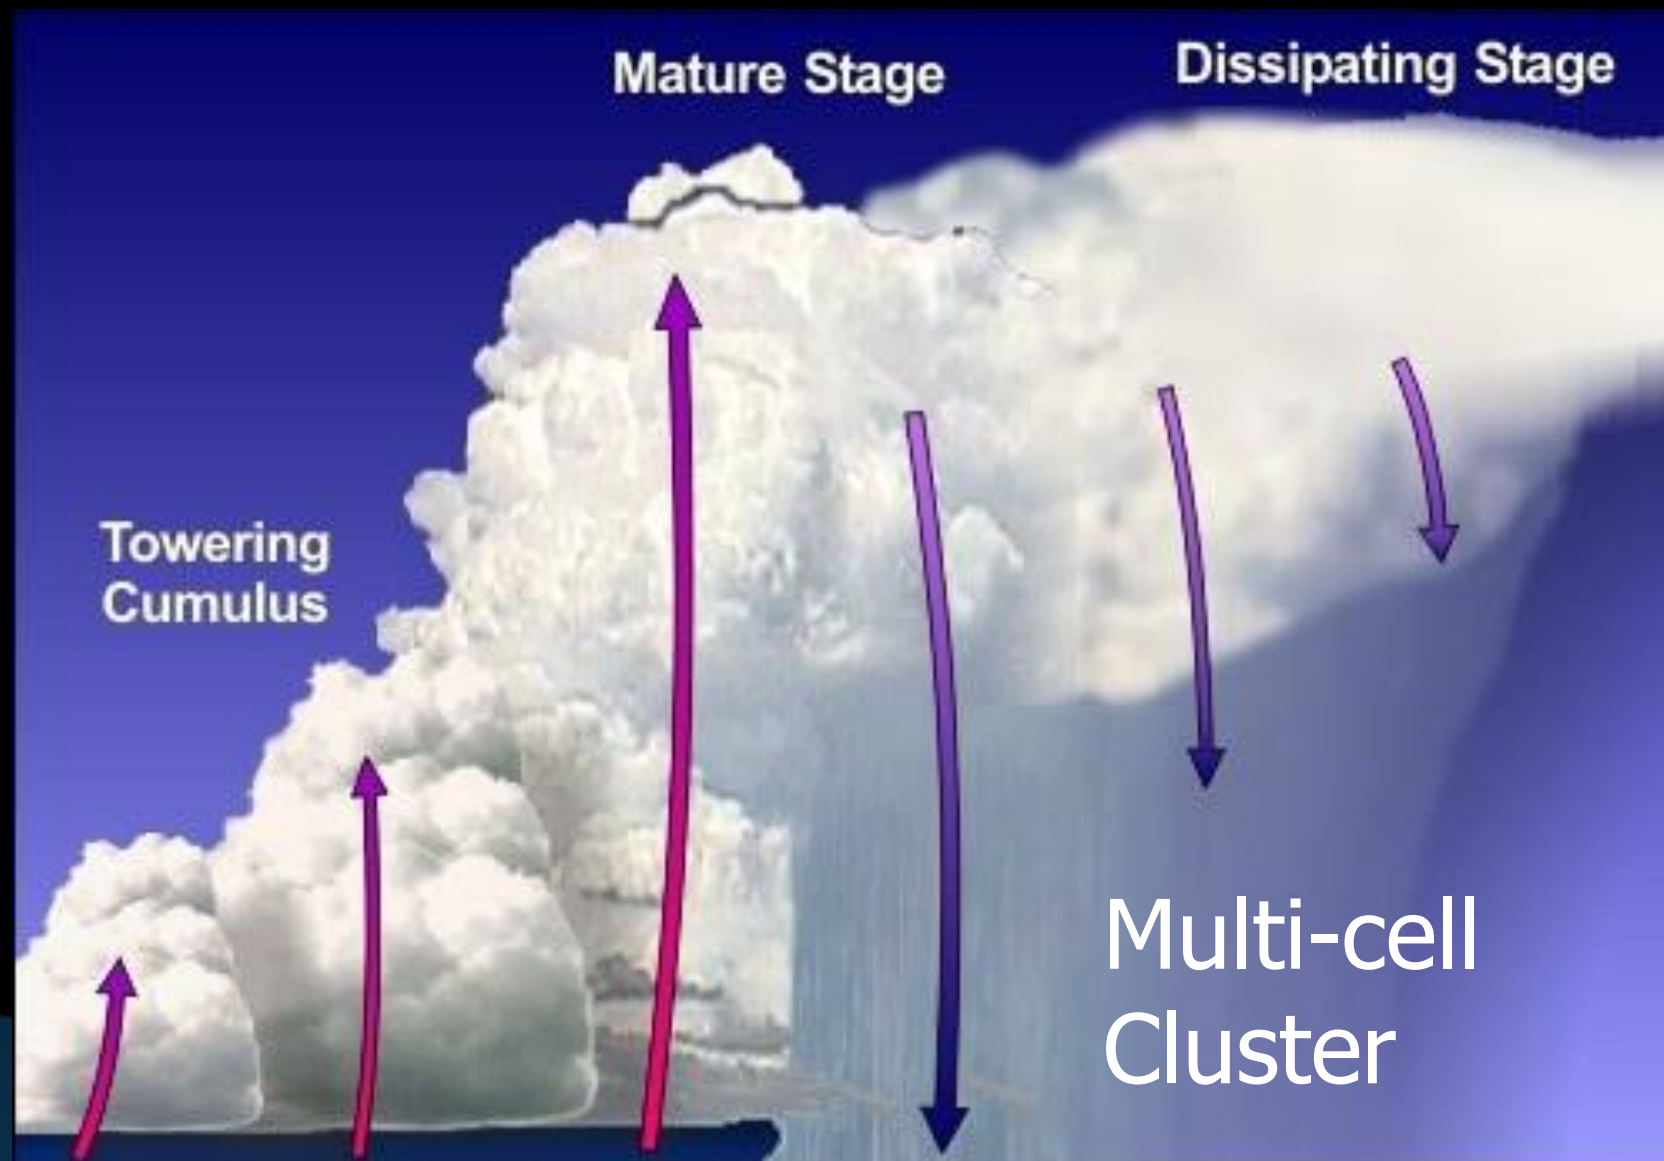 Mature Stage
Dissipating Stage
Towering
Cumulus
Multi-cell
Cluster